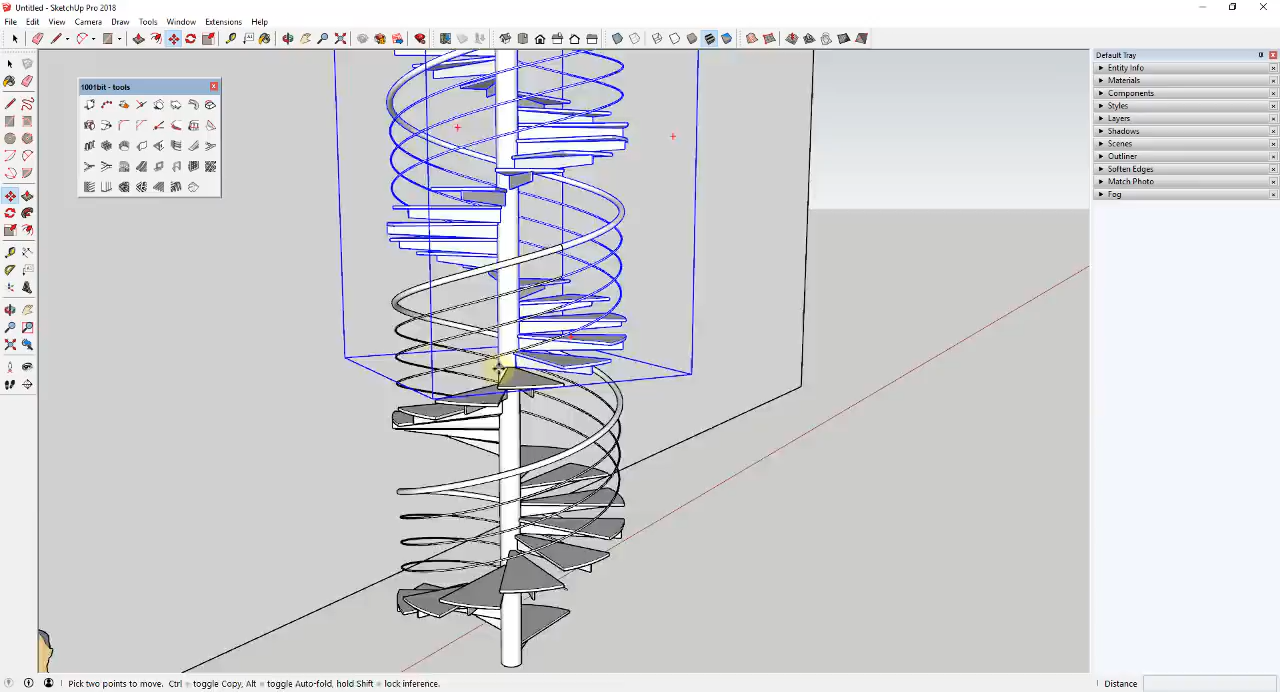 Untitled - SketchUp Pro 2018
File Edit View Camera Draw Tools Window Extensions Help
1001bit - tools
Default Tray
Entity Info
Materials
Components
Styles
Layers
Shadows
Scenes
Outliner
Soften Edges
Match Photo
Fog
Pick two points to move. Ctrl = toggle Copy, Alt = toggle Auto-fold, hold Shift = lock inference.
Distance